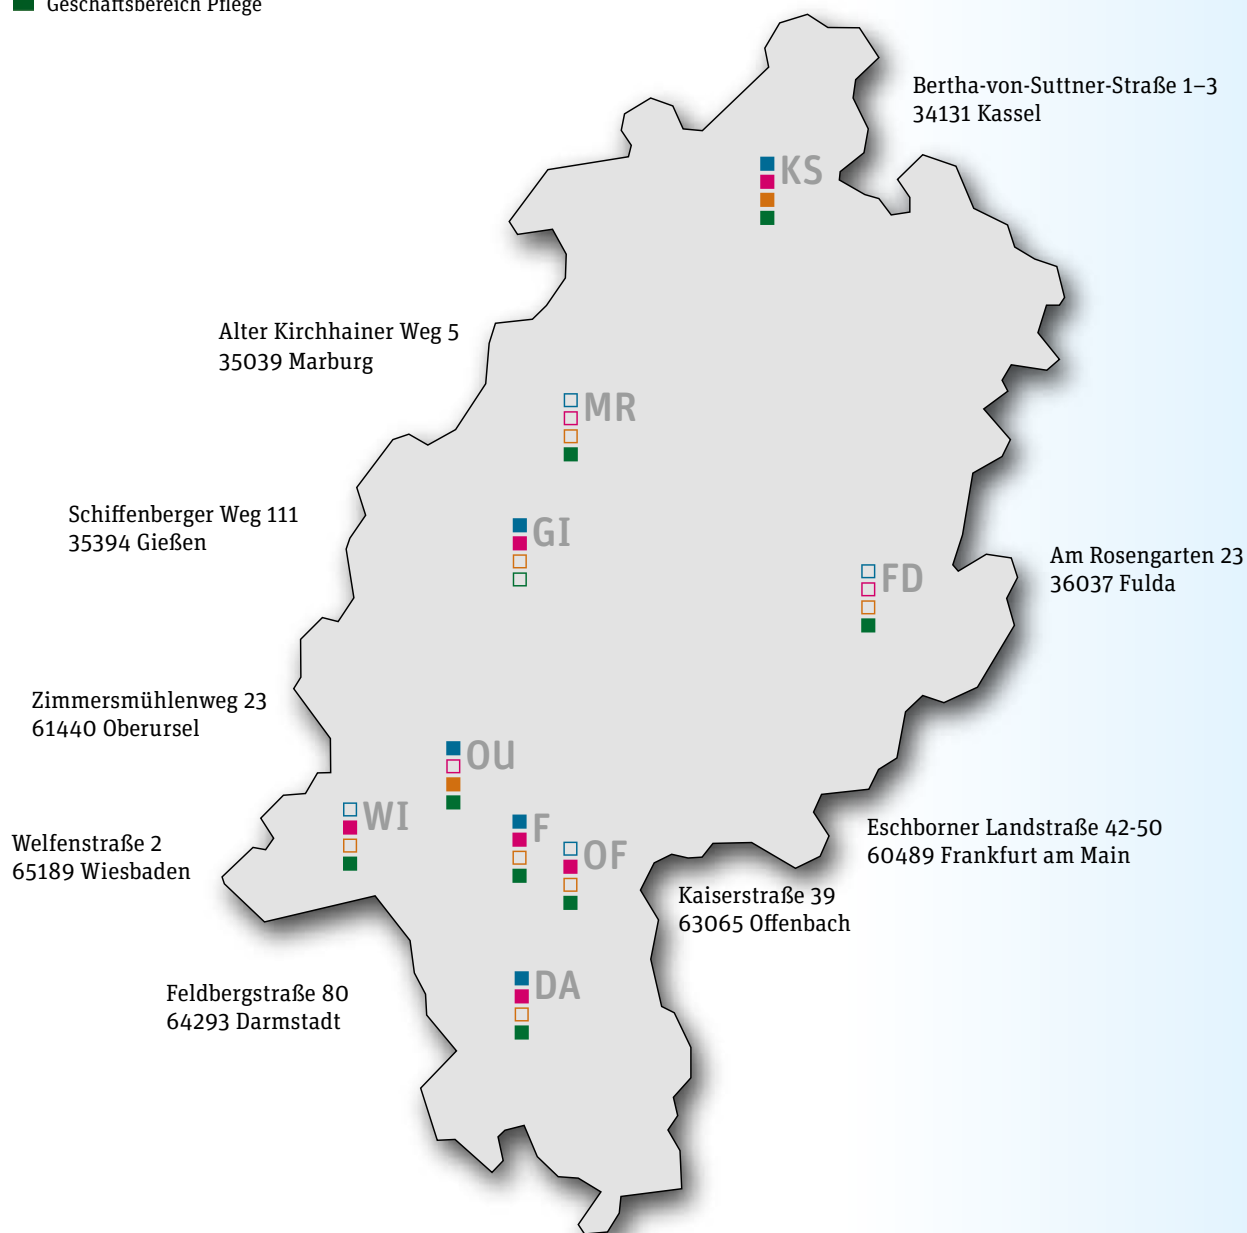 Geschäftsbereich Pflege
Bertha-von-Suttner-Straße 1–3
34131 Kassel
KS
Alter Kirchhainer Weg 5
35039 Marburg
MR
Schiffenberger Weg 111
35394 Gießen
GI
Am Rosengarten 23
36037 Fulda
FD
Zimmersmühlenweg 23
61440 Oberursel
OU
WI
F
OF
Welfenstraße 2
65189 Wiesbaden
Eschborner Landstraße 42-50
60489 Frankfurt am Main
Kaiserstraße 39
63065 Offenbach
DA
Feldbergstraße 80
64293 Darmstadt